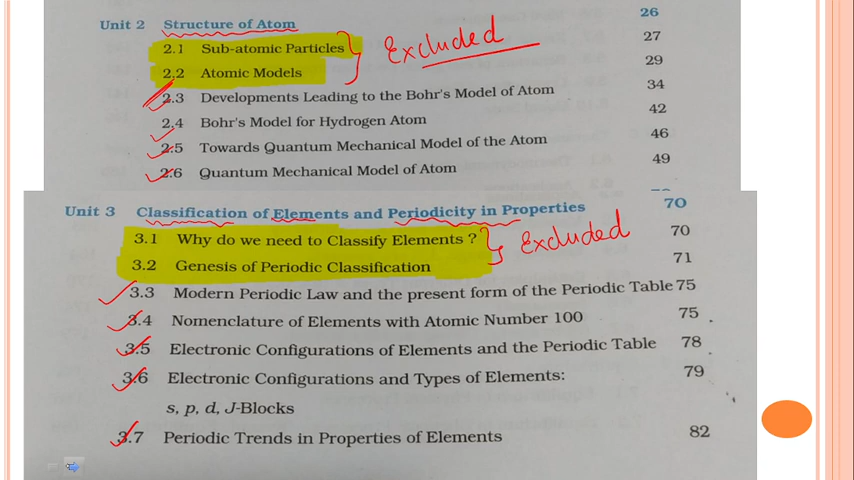 Unit 2 Structure of Atom 26
2.1 Sub-atomic Particles 27
Excluded
2.2 Atomic Models 29
2.3 Developments Leading to the Bohr's Model of Atom 34
2.4 Bohr's Model for Hydrogen Atom 42
2.5 Towards Quantum Mechanical Model of the Atom 46
2.6 Quantum Mechanical Model of Atom 49
Unit 3 Classification of Elements and Periodicity in Properties 70
3.1 Why do we need to Classify Elements ? 70
Excluded
3.2 Genesis of Periodic Classification 71
3.3 Modern Periodic Law and the present form of the Periodic Table 75
3.4 Nomenclature of Elements with Atomic Number 100 75
3.5 Electronic Configurations of Elements and the Periodic Table 78
3.6 Electronic Configurations and Types of Elements: 79
s, p, d, f-Blocks
3.7 Periodic Trends in Properties of Elements 82